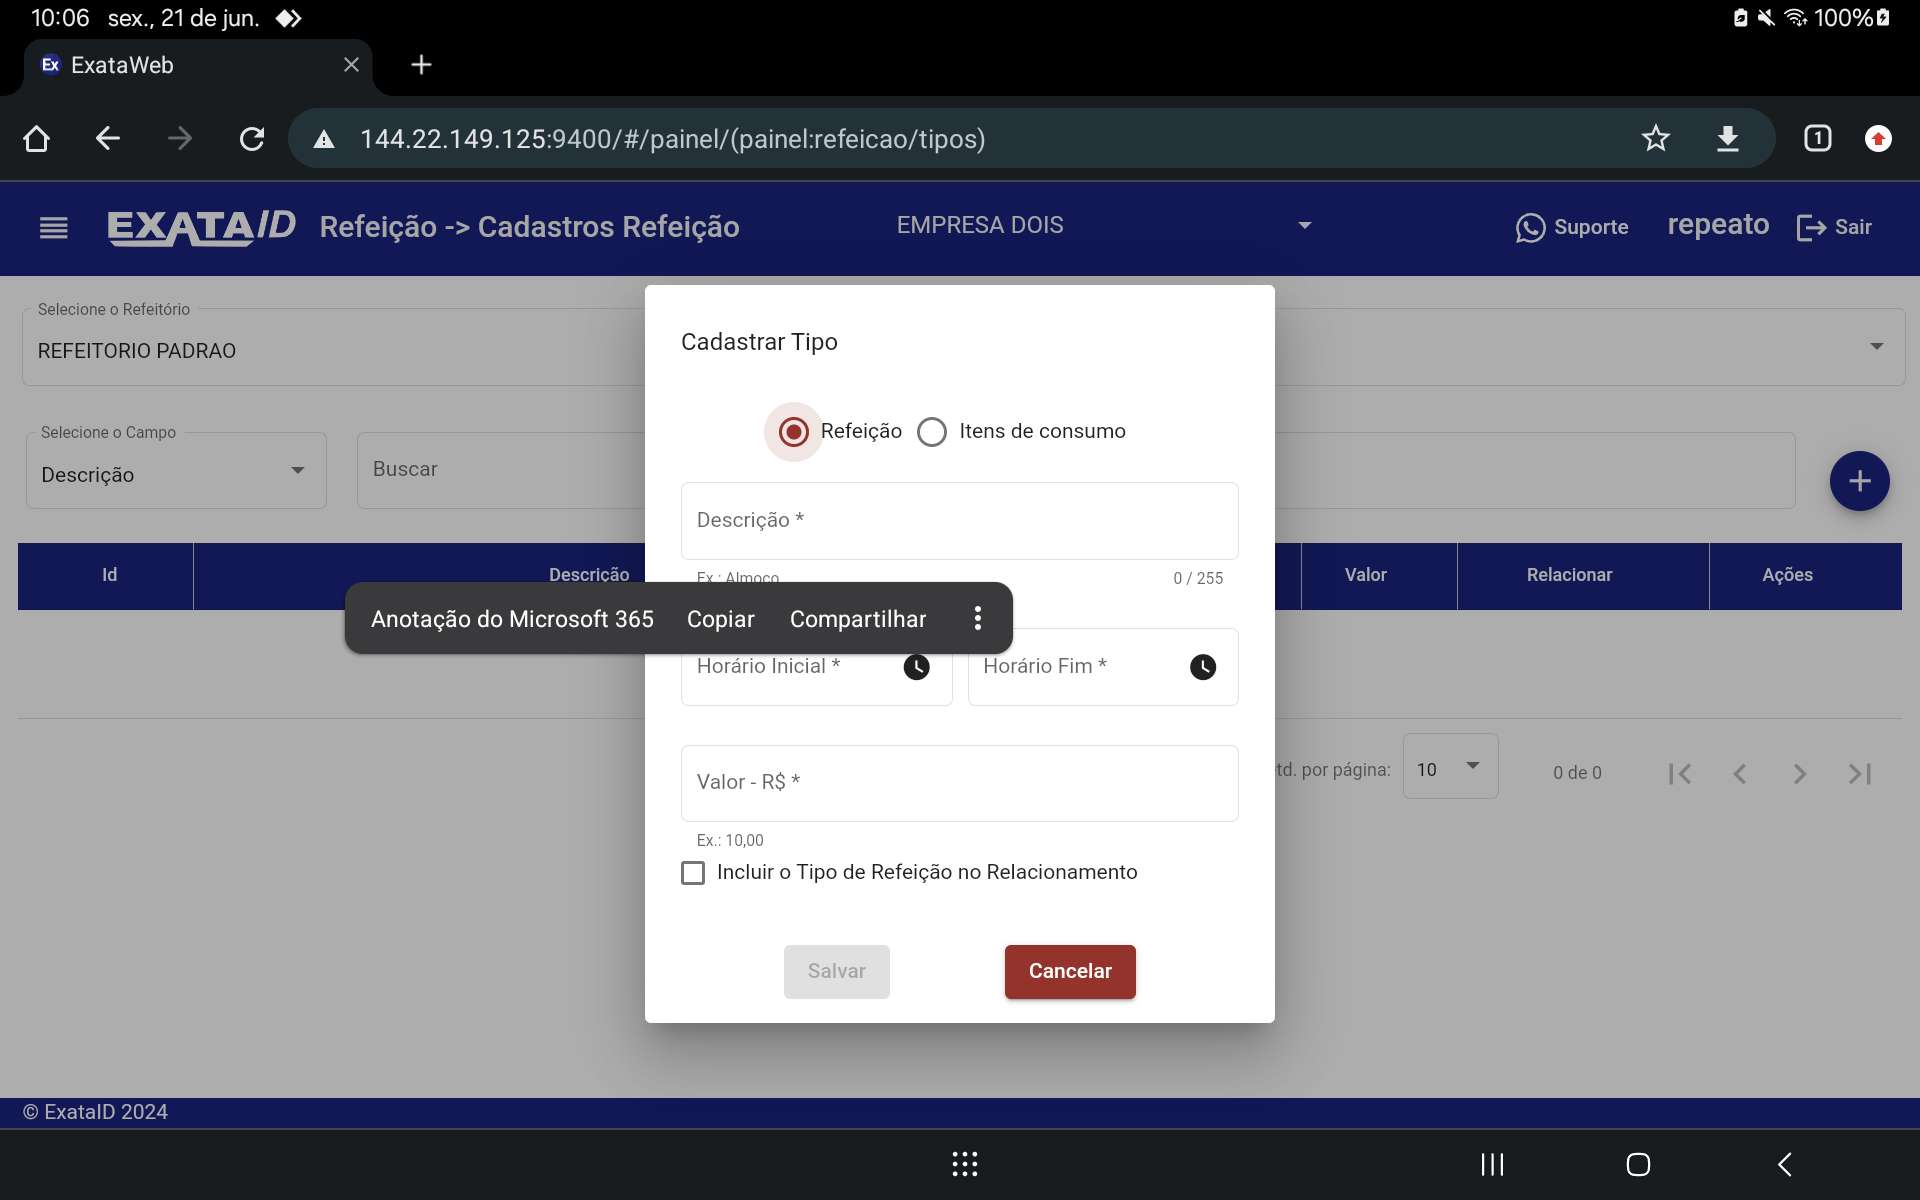 10:06 sex., 21 de jun. 100%
Ex ExataWeb
144.22.149.125:9400/#/painel/(painel:refeicao/tipos) 1
EXATAID Refeição -> Cadastros Refeição EMPRESA DOIS Suporte repeato Sair
Selecione o Refeitório
REFEITORIO PADRAO
Cadastrar Tipo
Refeição Itens de consumo
Selecione o Campo
Descrição
Buscar
Descrição *
Ex.: Almoço 0 / 255
Id Descrição Valor Relacionar Ações
Anotação do Microsoft 365 Copiar Compartilhar
Horário Inicial * Horário Fim *
Valor - R$ *
Ex.: 10,00
td. por página: 10 0 de 0
Incluir o Tipo de Refeição no Relacionamento
Salvar Cancelar
© ExataID 2024